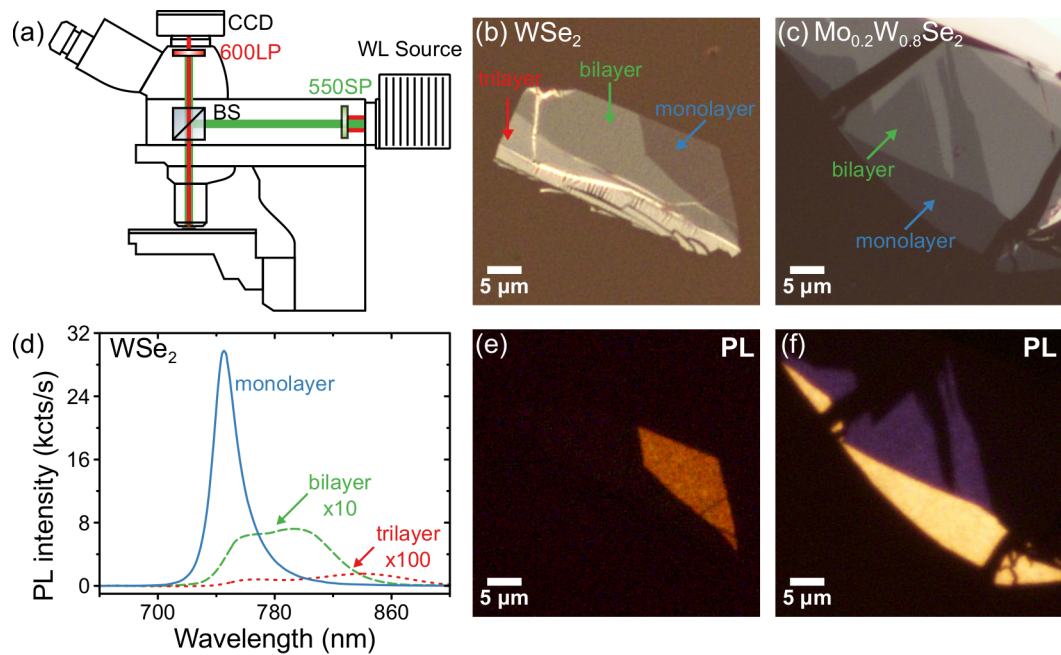 (a)
CCD
600LP
WL Source
550SP
BS
(b) WSe₂
trilayer
bilayer
monolayer
5 µm
(c) Mo₀.₂W₀.₈Se₂
bilayer
monolayer
5 µm
(d)
WSe₂
32
24
16
8
0
PL intensity (kcts/s)
monolayer
bilayer
x10
trilayer
x100
700
780
860
Wavelength (nm)
(e)
PL
5 µm
(f)
PL
5 µm